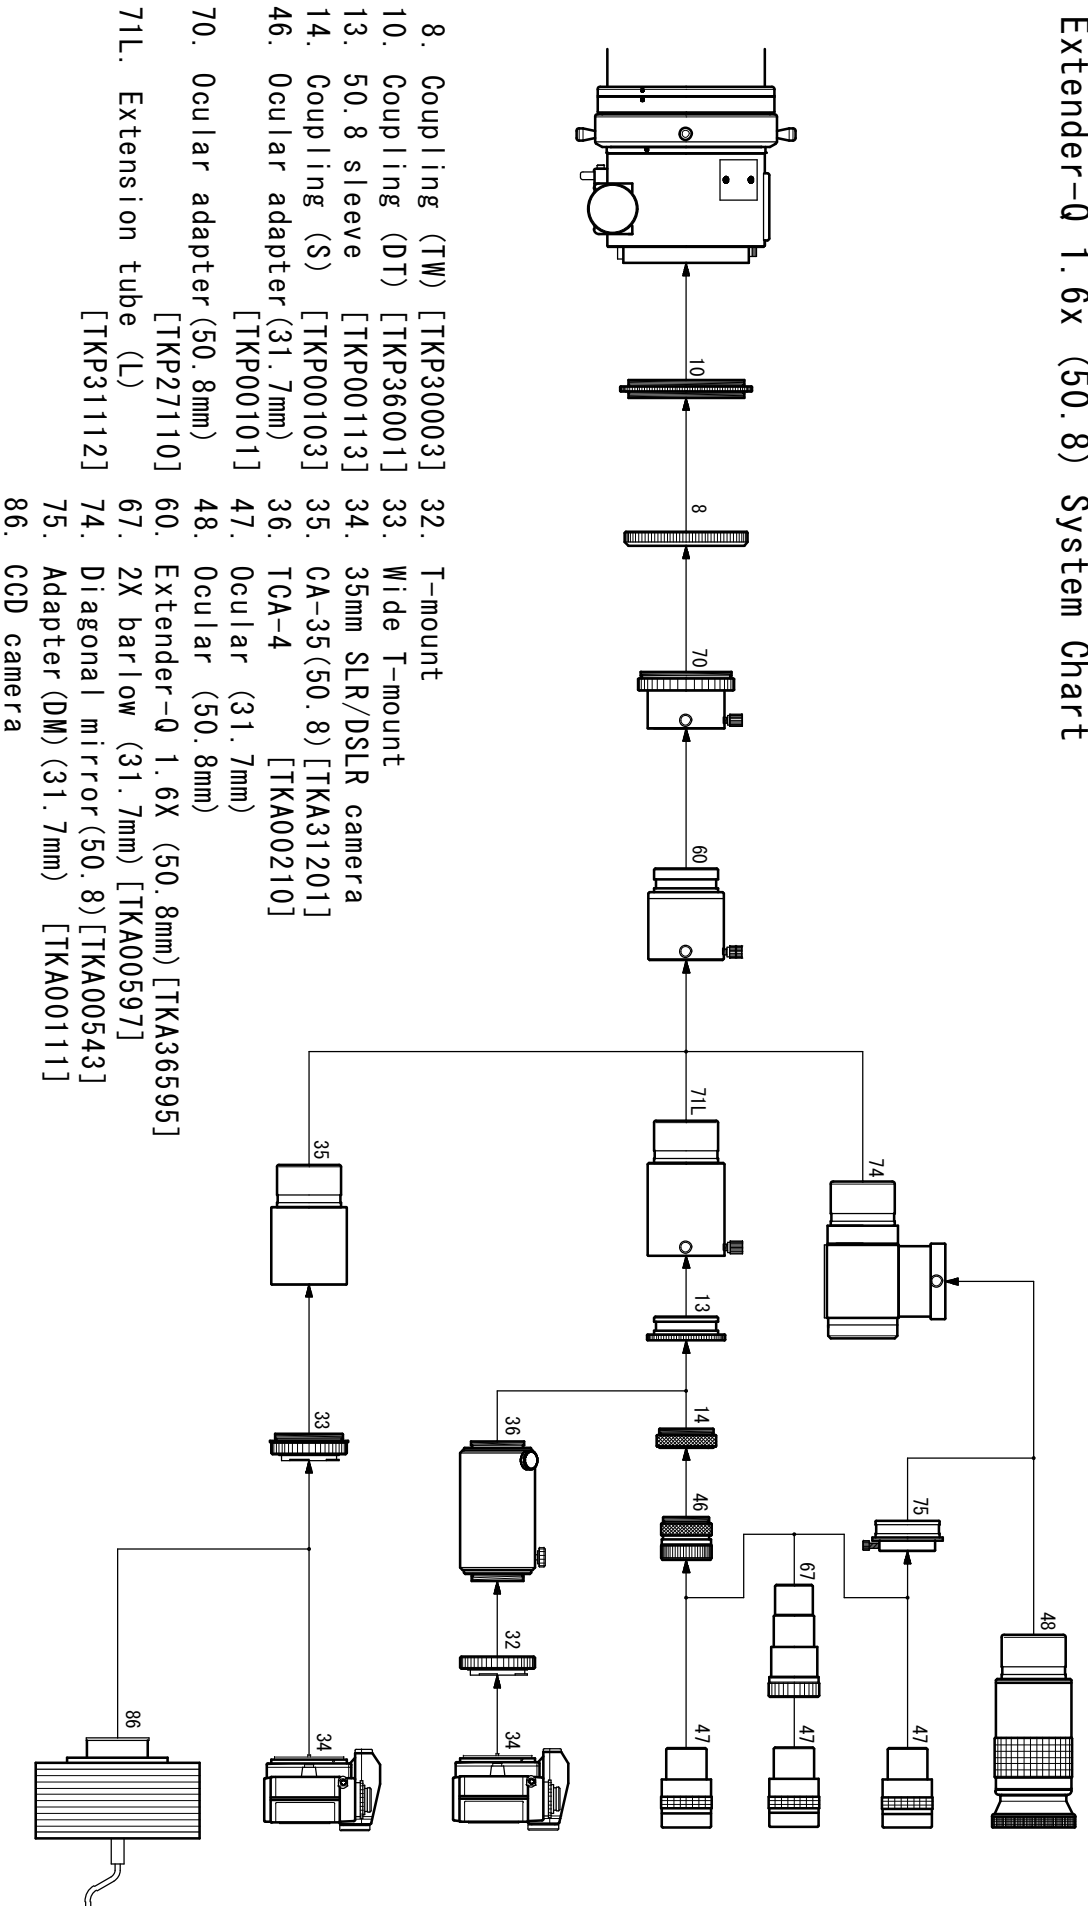 Extender-Q 1.6x (50.8) System Chart
10
8
70
60
74
71L
35
13
14
46
36
33
75
67
48
32
47
47
47
34
34
86
8. Coupling (TW) [TKP30003]
10. Coupling (DT) [TKP36001]
13. 50.8 sleeve [TKP00113]
14. Coupling (S) [TKP00103]
46. Ocular adapter(31.7mm)
[TKP00101]
70. Ocular adapter(50.8mm)
[TKP27110]
71L. Extension tube (L)
[TKP31112]
32. T-mount
33. Wide T-mount
34. 35mm SLR/DSLR camera
35. CA-35(50.8)[TKA31201]
36. TCA-4 [TKA00210]
47. Ocular (31.7mm)
48. Ocular (50.8mm)
60. Extender-Q 1.6X (50.8mm)[TKA36595]
67. 2X barlow (31.7mm)[TKA00597]
74. Diagonal mirror(50.8)[TKA00543]
75. Adapter(DM)(31.7mm) [TKA00111]
86. CCD camera